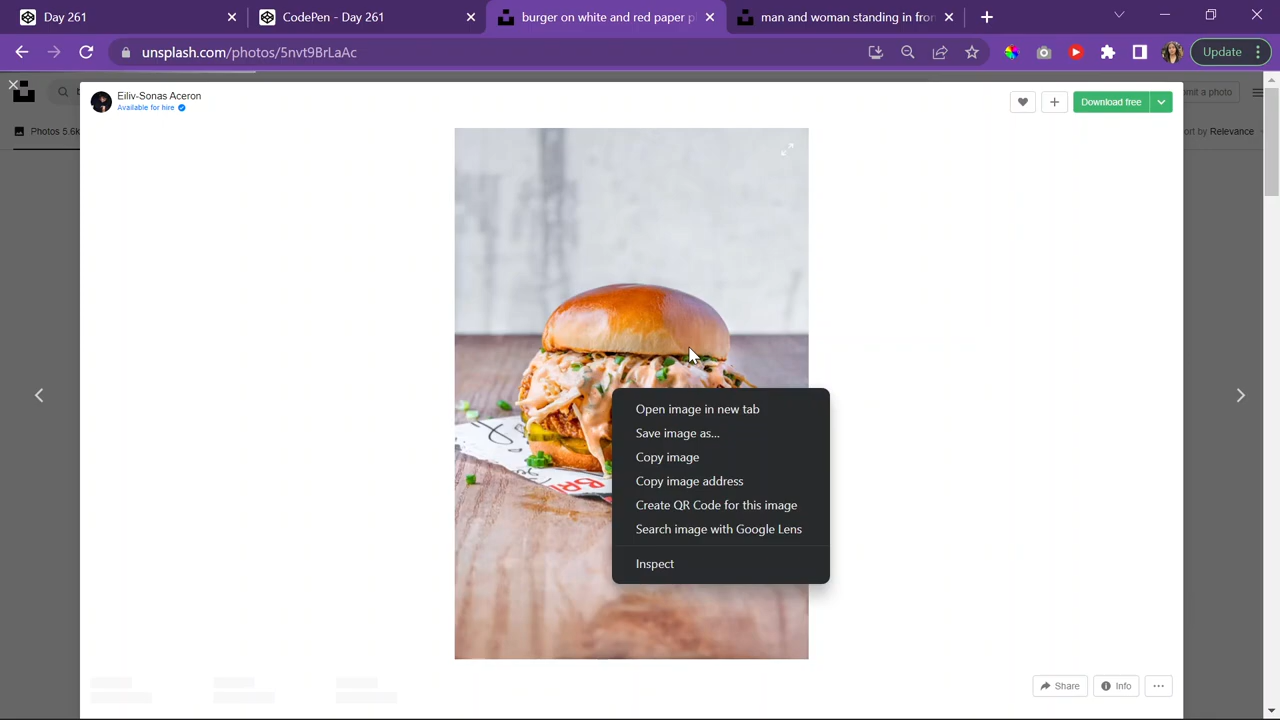 Day 261
CodePen - Day 261
burger on white and red paper p
man and woman standing in fron
unsplash.com/photos/5nvt9BrLaAc
Update
Eiliv-Sonas Aceron
Available for hire
Download free
mit a photo
Photos 5.6k
ort by Relevance
Open image in new tab
Save image as...
Copy image
Copy image address
Create QR Code for this image
Search image with Google Lens
Inspect
Share
Info